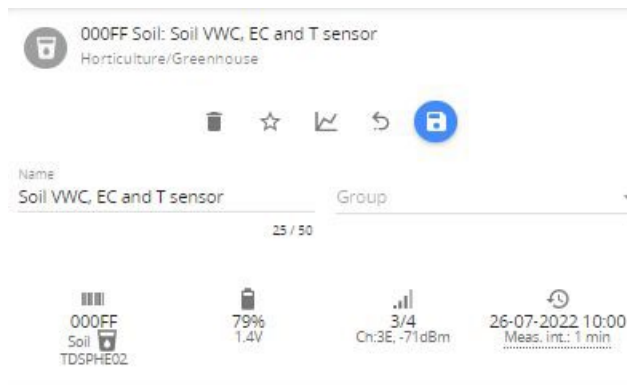 000FF Soil: Soil VWC, EC and T sensor
Horticulture/Greenhouse
Name
Soil VWC, EC and T sensor
Group
25 / 50
000FF
79%
3/4
26-07-2022 10:00
Soil
1.4V
Ch:3E, -71dBm
Meas. int.: 1 min
TDSPHE02